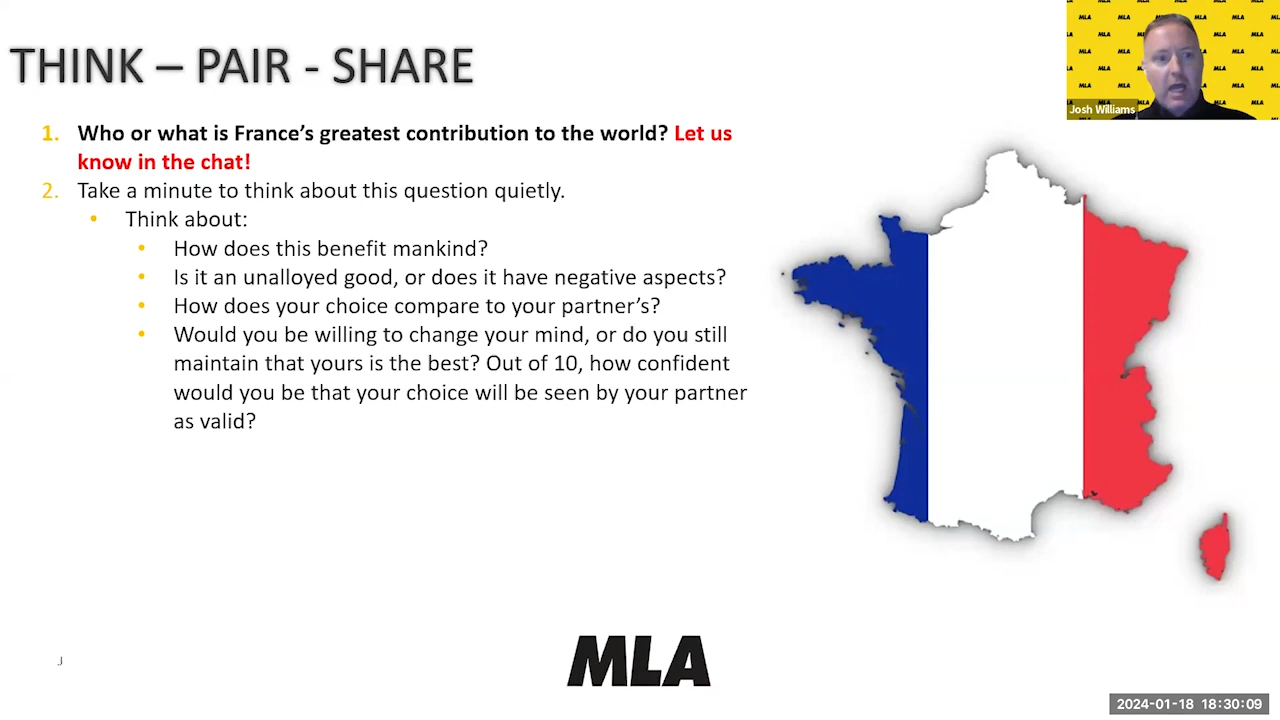 THINK – PAIR - SHARE
1. Who or what is France’s greatest contribution to the world? Let us
know in the chat!
2. Take a minute to think about this question quietly.
• Think about:
• How does this benefit mankind?
• Is it an unalloyed good, or does it have negative aspects?
• How does your choice compare to your partner’s?
• Would you be willing to change your mind, or do you still
maintain that yours is the best? Out of 10, how confident
would you be that your choice will be seen by your partner
as valid?
MLA
Josh Williams
MLA
2024-01-18 18:30:09